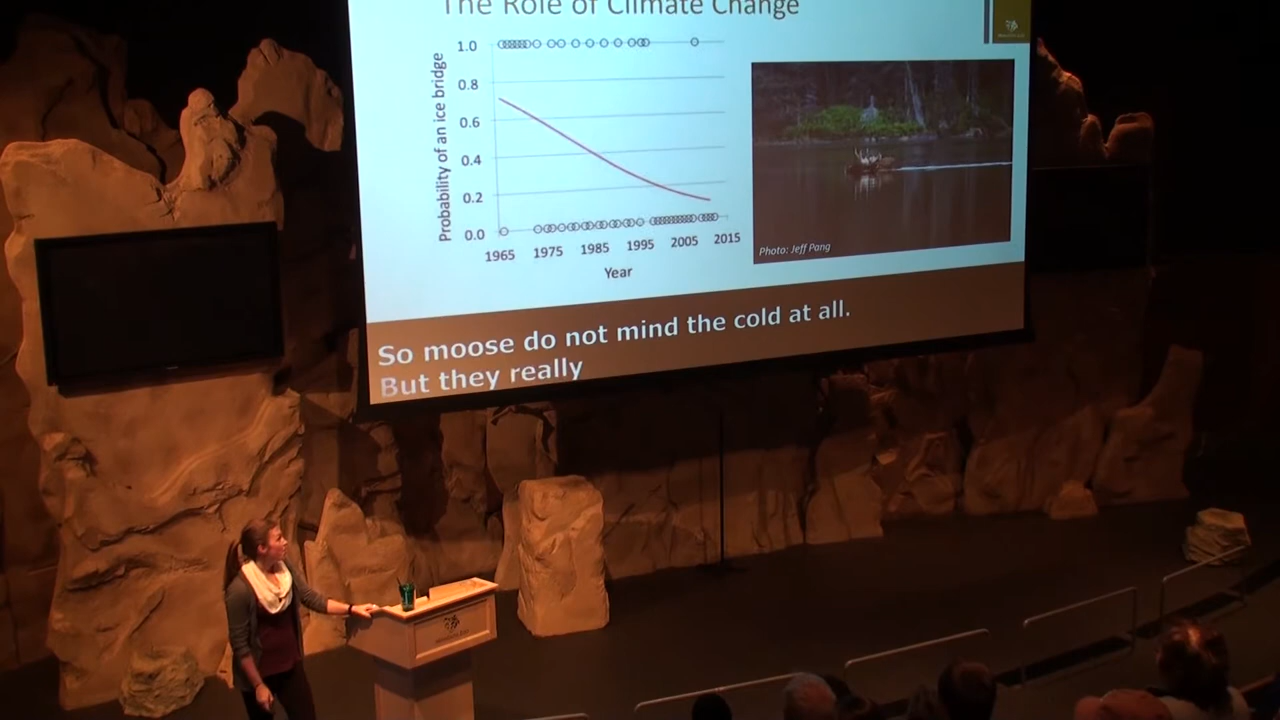 The Role of Climate Change
Probability of an ice bridge
1.0
0.8
0.6
0.4
0.2
0.0
1965 1975 1985 1995 2005 2015
Year
Photo: Jeff Pang
So moose do not mind the cold at all.
But they really